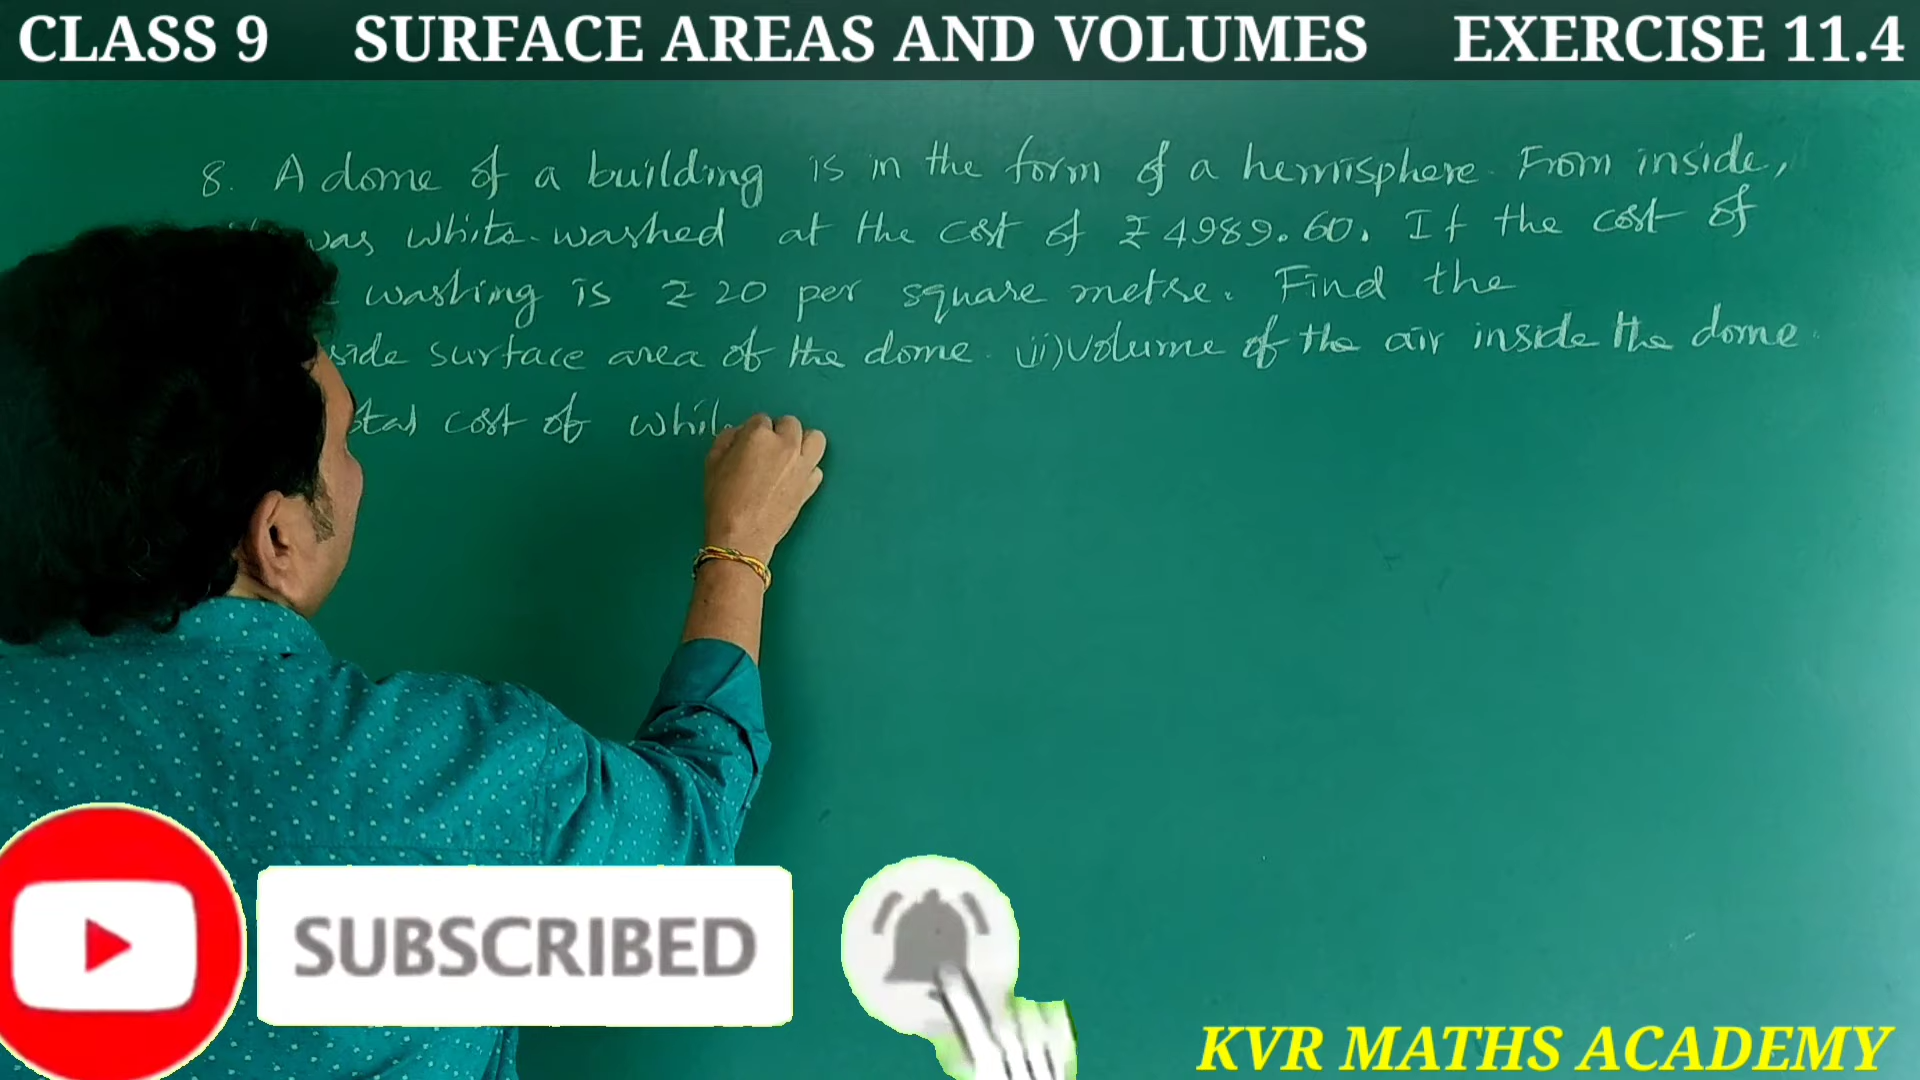 CLASS 9 SURFACE AREAS AND VOLUMES EXERCISE 11.4
8. A dome of a building is in the form of a hemisphere. From inside,
was white-washed at the cost of ₹4989.60. If the cost of
washing is ₹20 per square metre. Find the
side surface area of the dome. (ii) Volume of the air inside the dome.
cost of
SUBSCRIBED
KVR MATHS ACADEMY